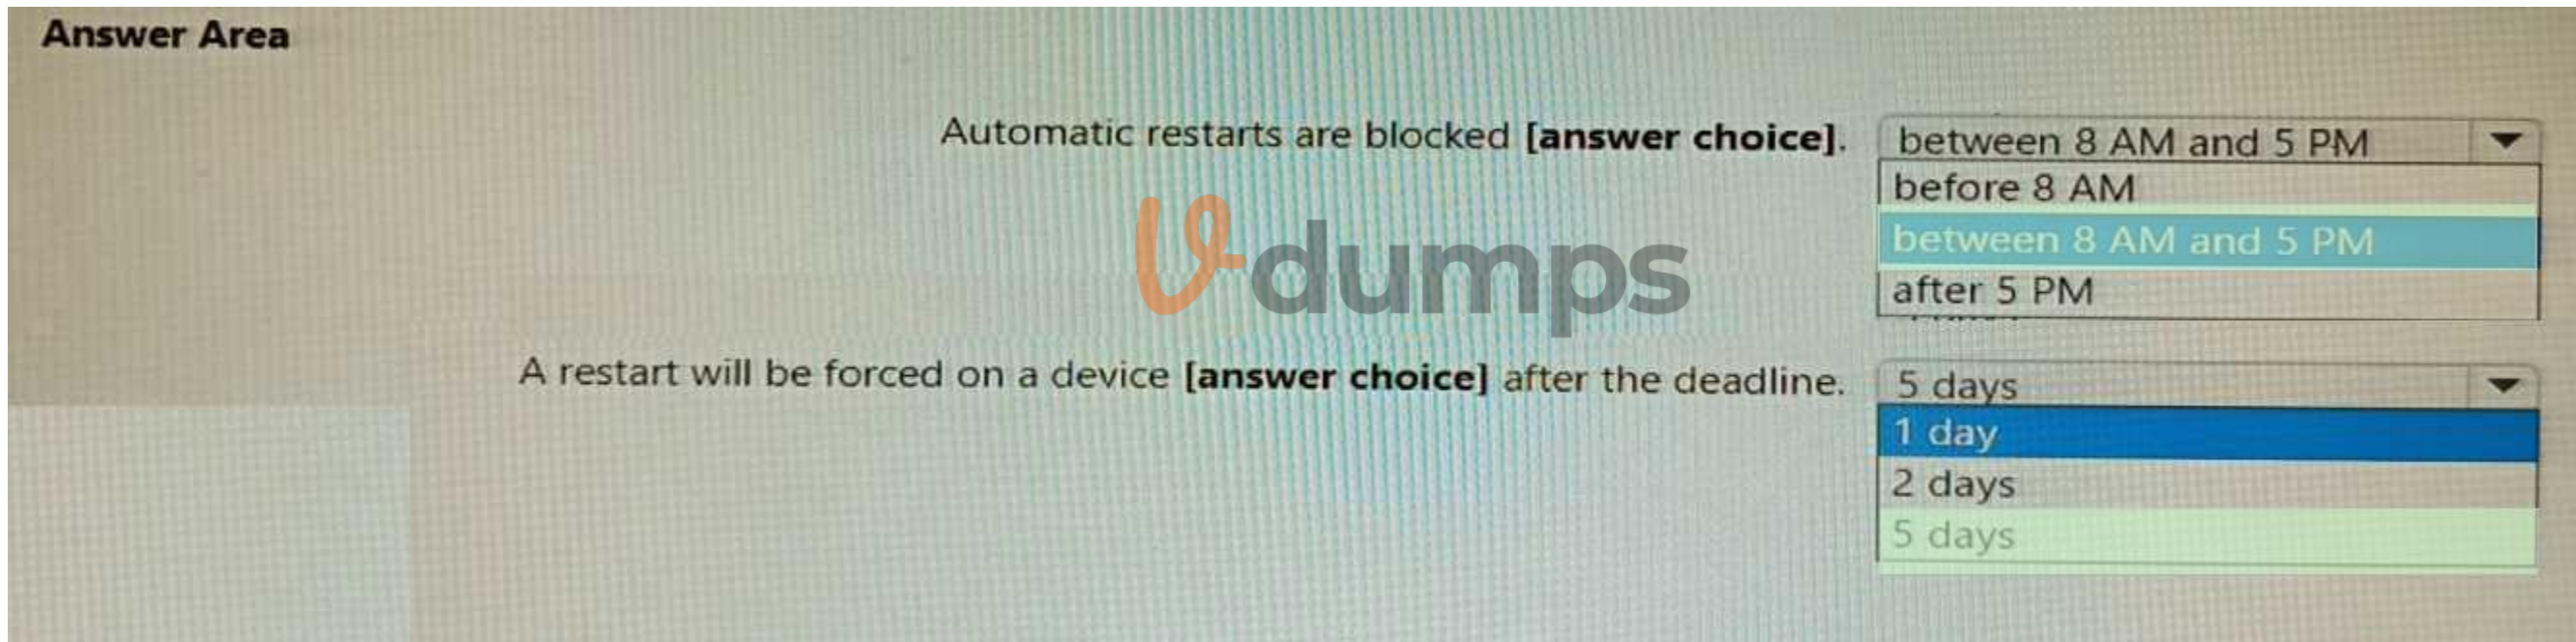 Answer Area
Automatic restarts are blocked [answer choice]. between 8 AM and 5 PM
before 8 AM
between 8 AM and 5 PM
after 5 PM
V-dumps
A restart will be forced on a device [answer choice] after the deadline. 5 days
1 day
2 days
5 days